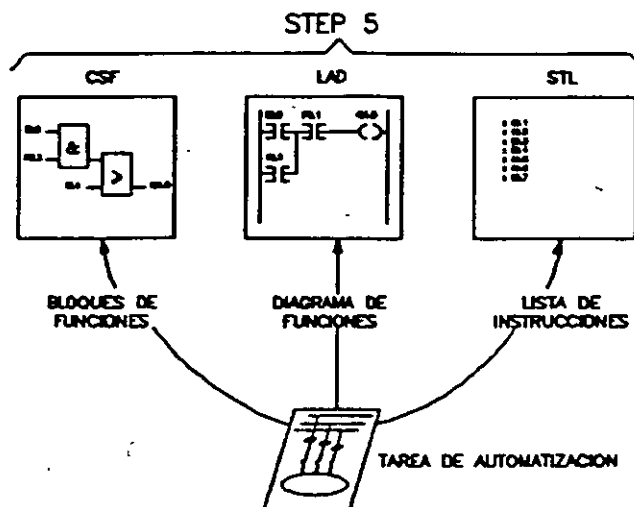 STEP 5
CSF
LAD
STL
&
>
BLOQUES DE
FUNCIONES
DIAGRAMA DE
FUNCIONES
LISTA DE
INSTRUCCIONES
TAREA DE AUTOMATIZACION